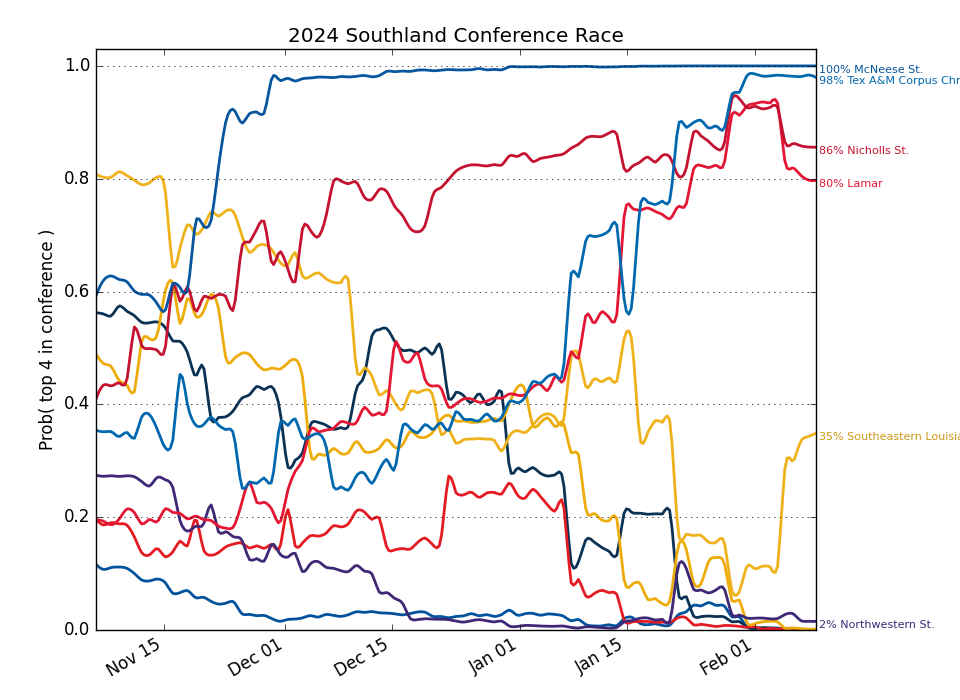 2024 Southland Conference Race
Prob( top 4 in conference )
1.0
0.8
0.6
0.4
0.2
0.0
Nov 15
Dec 01
Dec 15
Jan 01
Jan 15
Feb 01
100% McNeese St.
98% Tex A&M Corpus Chr
86% Nicholls St.
80% Lamar
35% Southeastern Louisia
2% Northwestern St.